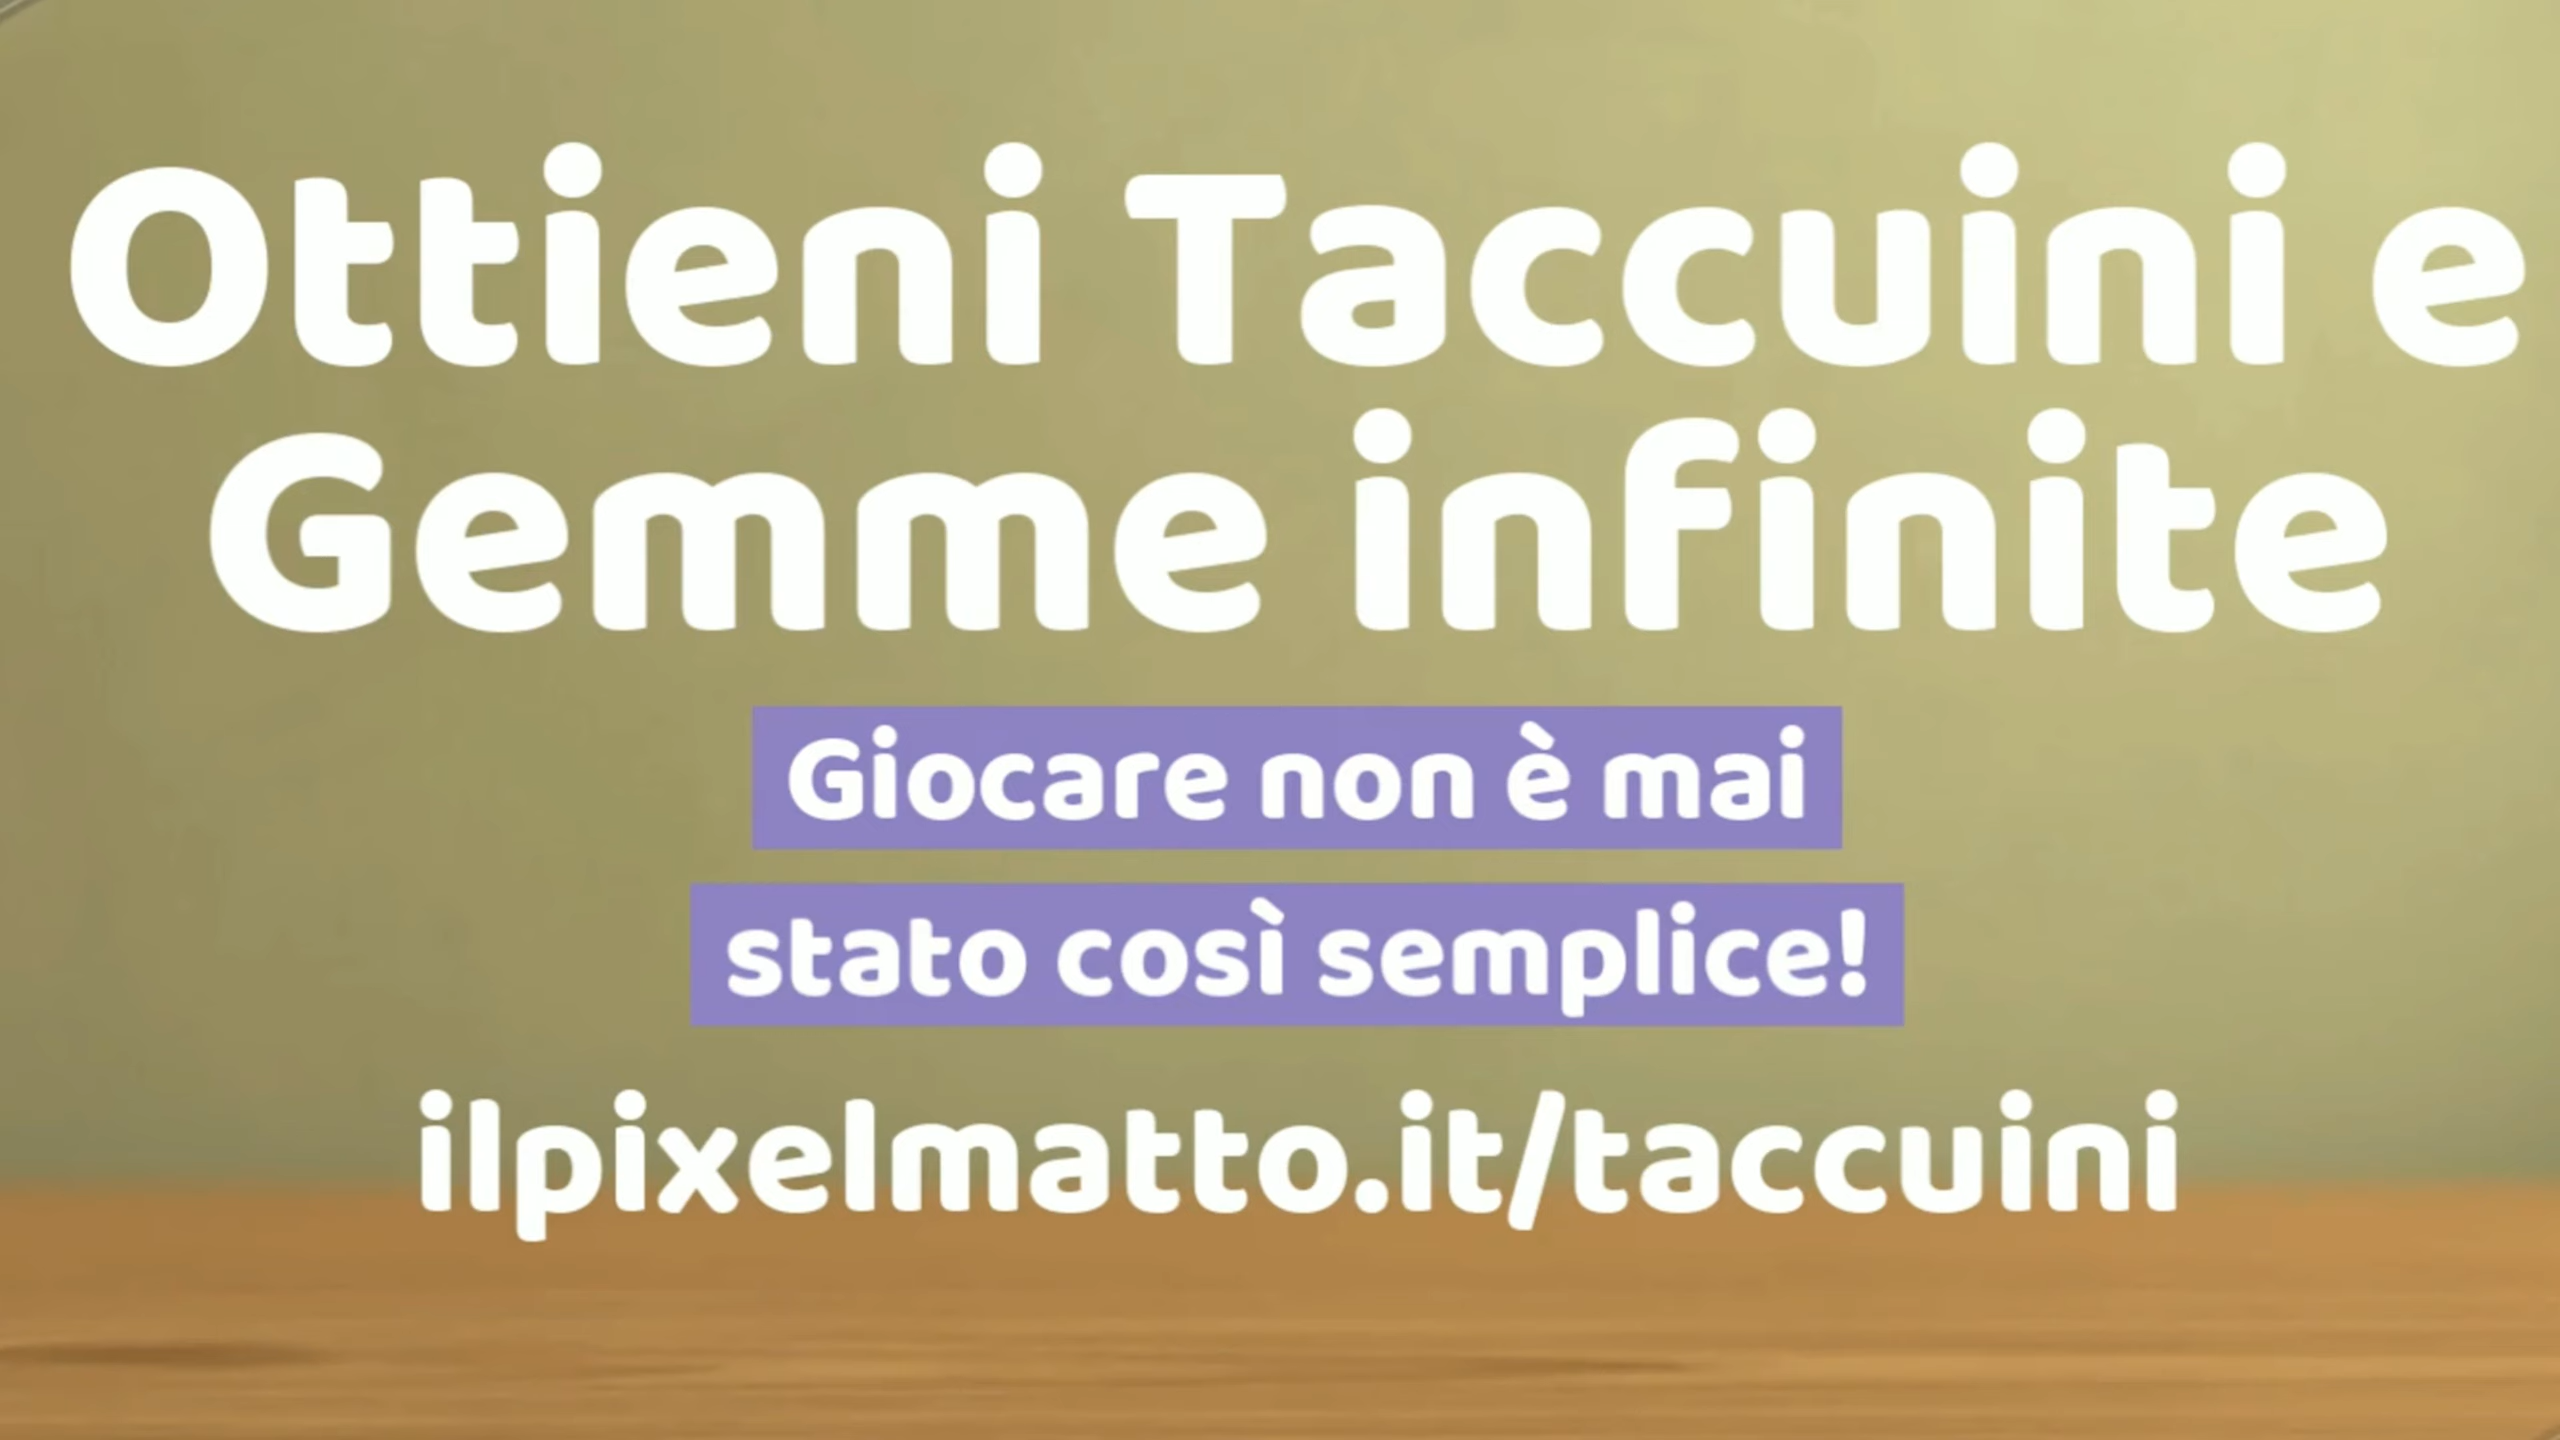 Ottieni Taccuini e
Gemme infinite
Giocare non è mai
stato così semplice!
ilpixelmatto.it/taccuini